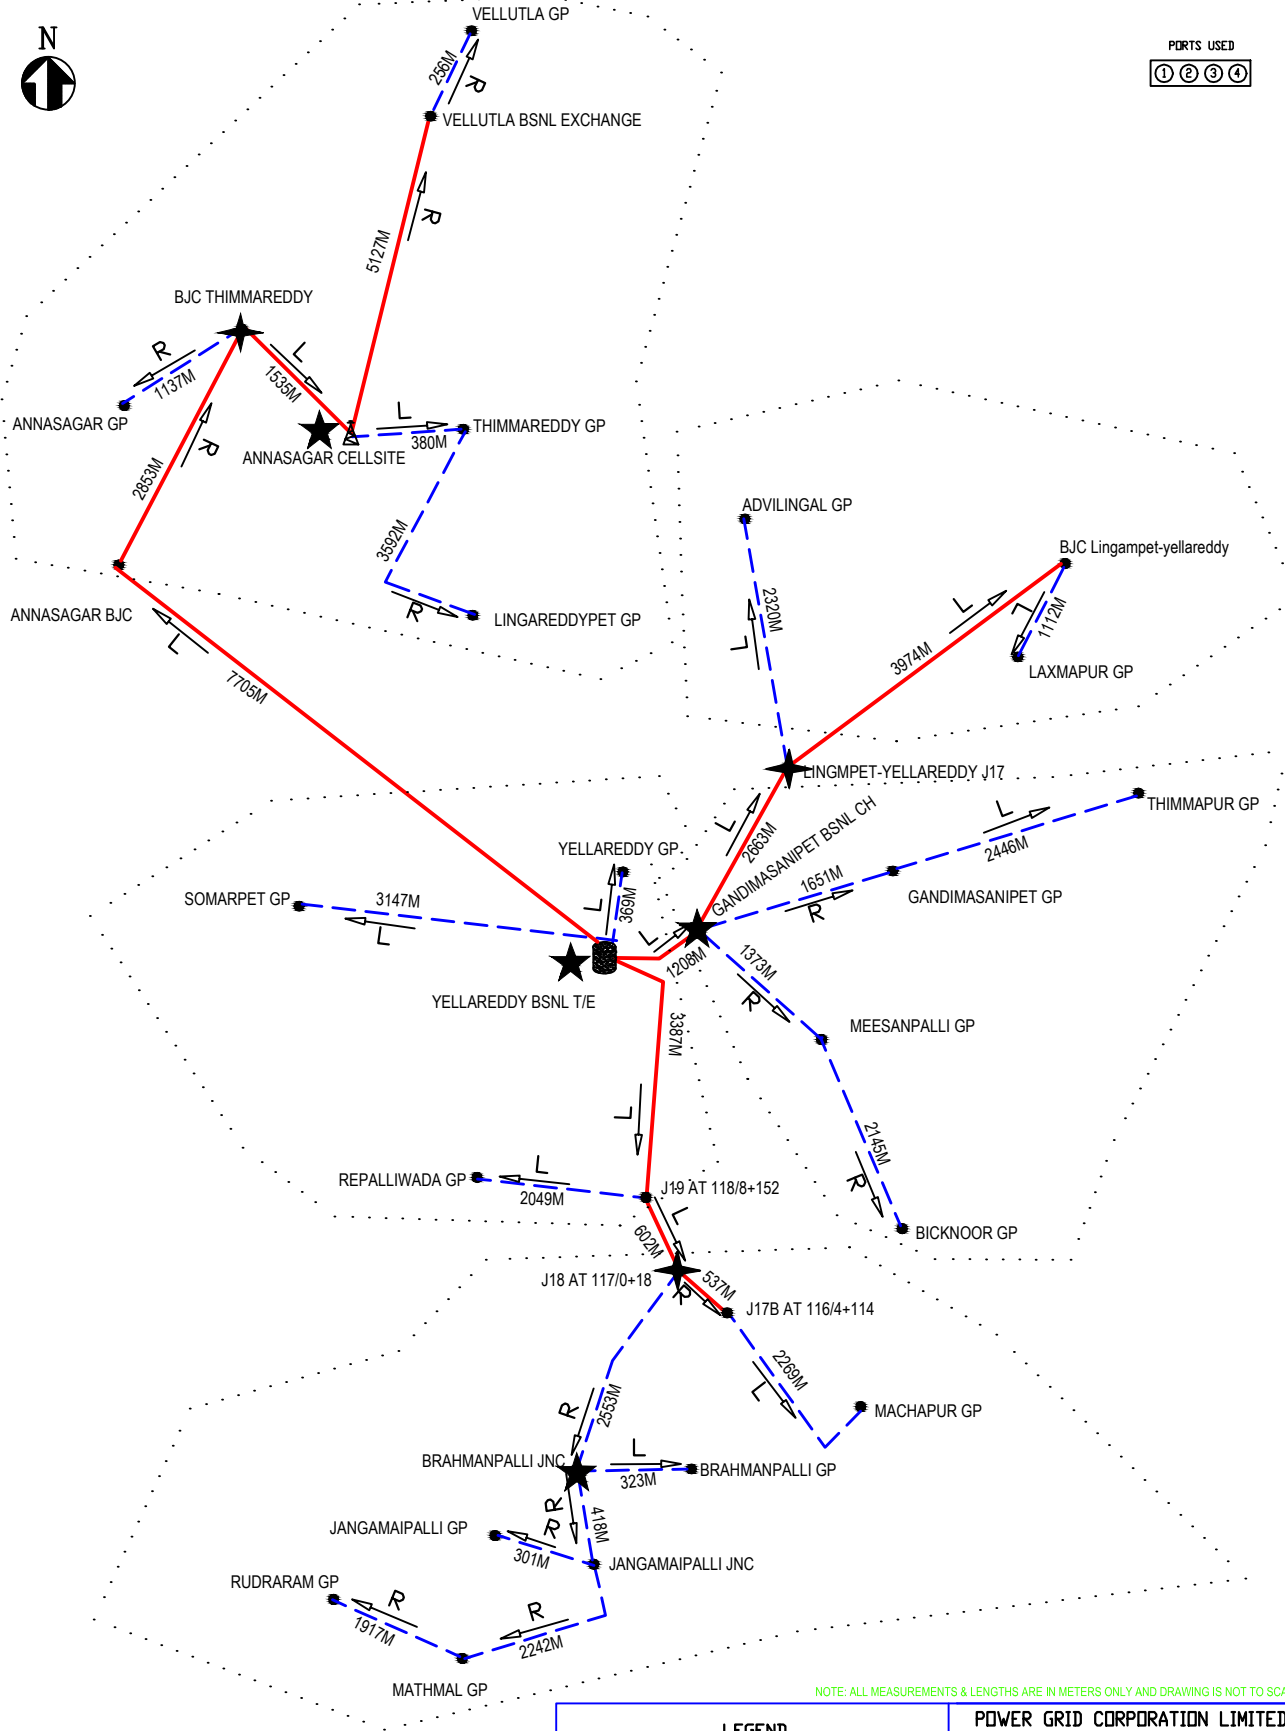 VELLUTLA GP
N
PORTS USED
1 2 3 4
256M
R
VELLUTLA BSNL EXCHANGE
R
5127M
BJC THIMMAREDDY
R
L
1137M
1535M
ANNASAGAR GP
L
THIMMAREDDY GP
380M
R
ANNASAGAR CELLSITE
2853M
ADVILINGAL GP
3592M
BJC Lingampet-yellareddy
2320M
L
L
1112M
ANNASAGAR BJC
R
LINGAREDDYPET GP
L
L
3974M
LAXMAPUR GP
7705M
LINGMPET-YELLAREDDY J17
THIMMAPUR GP
L
L
2663M
GANDIMASANIPET BSNL CH
2446M
YELLAREDDY GP
1651M
SOMARPET GP
3147M
L
369M
GANDIMASANIPET GP
R
L
L
1208M
1373M
R
YELLAREDDY BSNL T/E
3387M
MEESANPALLI GP
L
2145M
REPALLIWADA GP
L
2049M
J19 AT 118/8+152
R
L
602M
BICKNOOR GP
J18 AT 117/0+18
537M
R
J17B AT 116/4+114
2269M
L
R
2553M
MACHAPUR GP
BRAHMANPALLI JNC
L
BRAHMANPALLI GP
323M
R
JANGAMAIPALLI GP
R
418M
301M
JANGAMAIPALLI JNC
RUDRARAM GP
R
R
1917M
2242M
MATHMAL GP
NOTE: ALL MEASUREMENTS & LENGTHS ARE IN METERS ONLY AND DRAWING IS NOT TO SCA
LEGEND
POWER GRID CORPORATION LIMITED